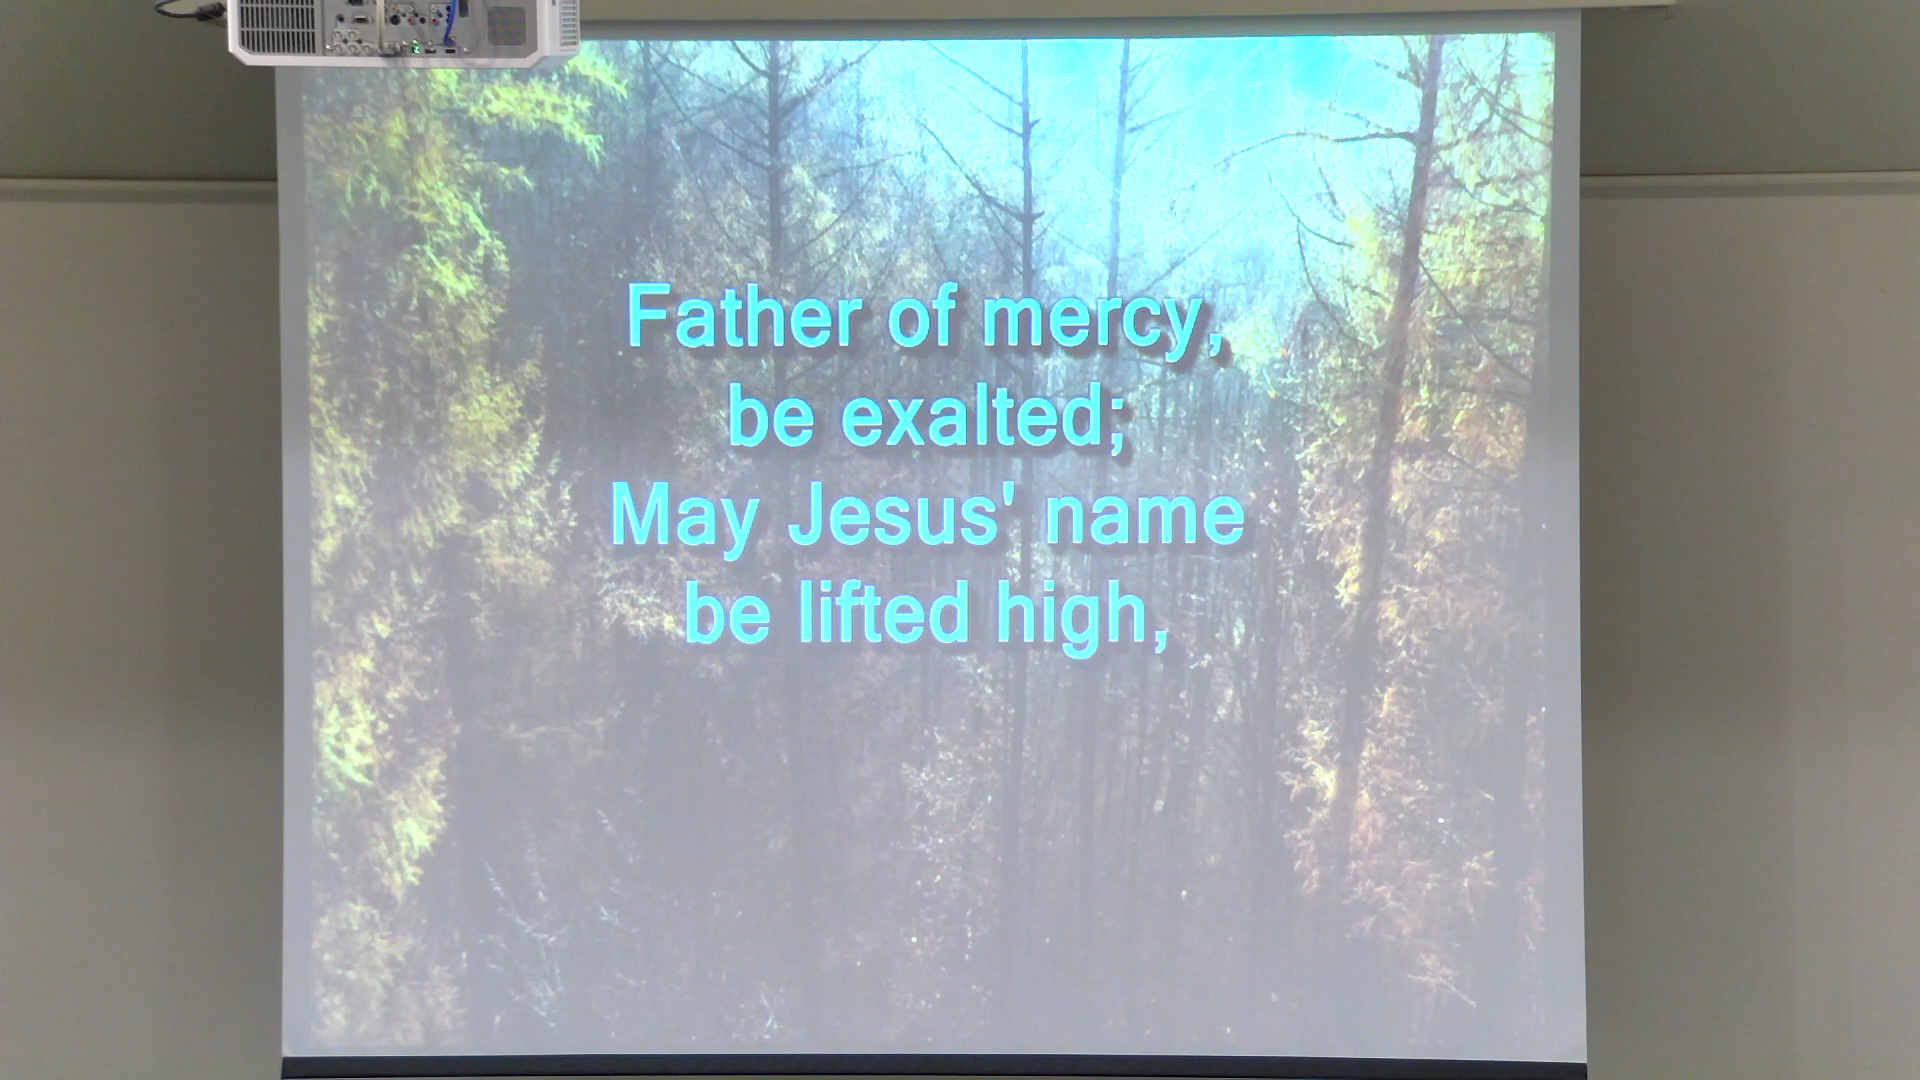 Father of mercy,
be exalted;
May Jesus' name
be lifted high,